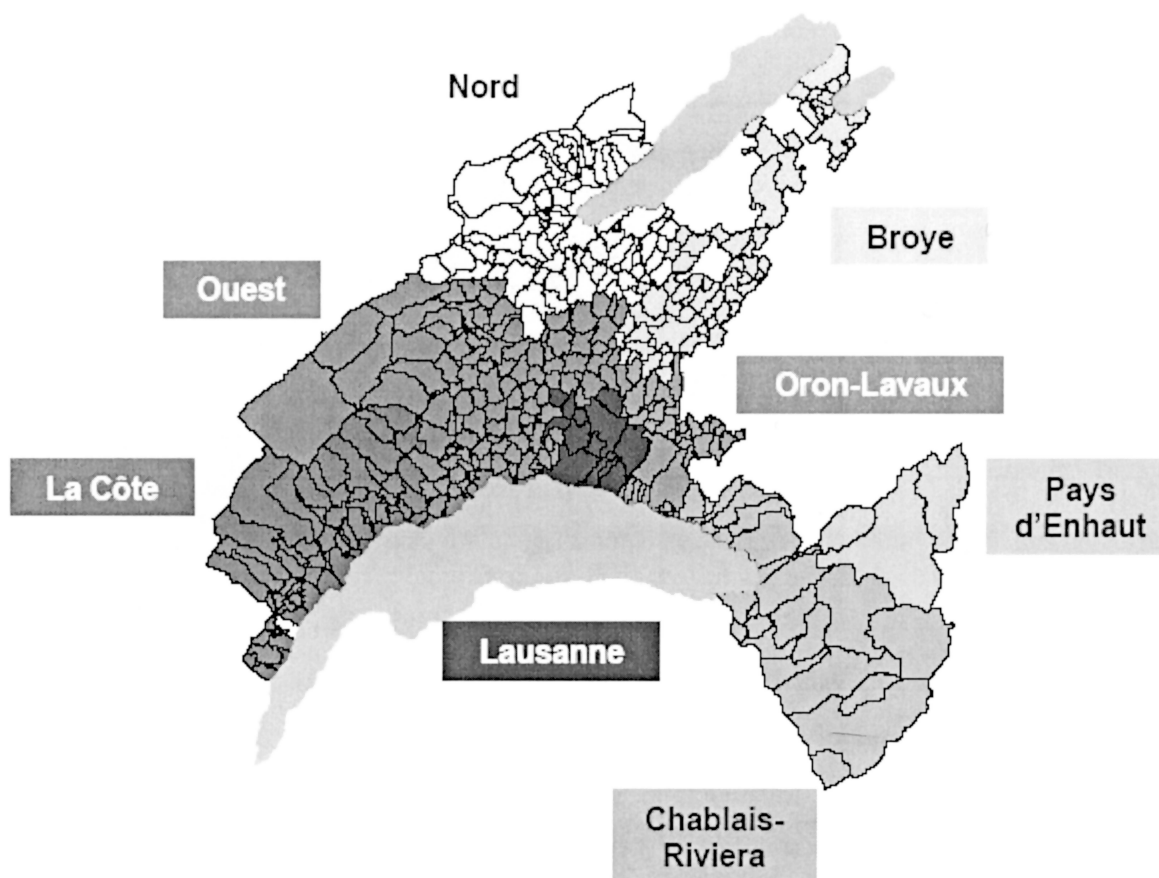 Nord
Broye
Ouest
Oron-Lavaux
La Côte
Pays
d'Enhaut
Lausanne
Chablais-
Riviera